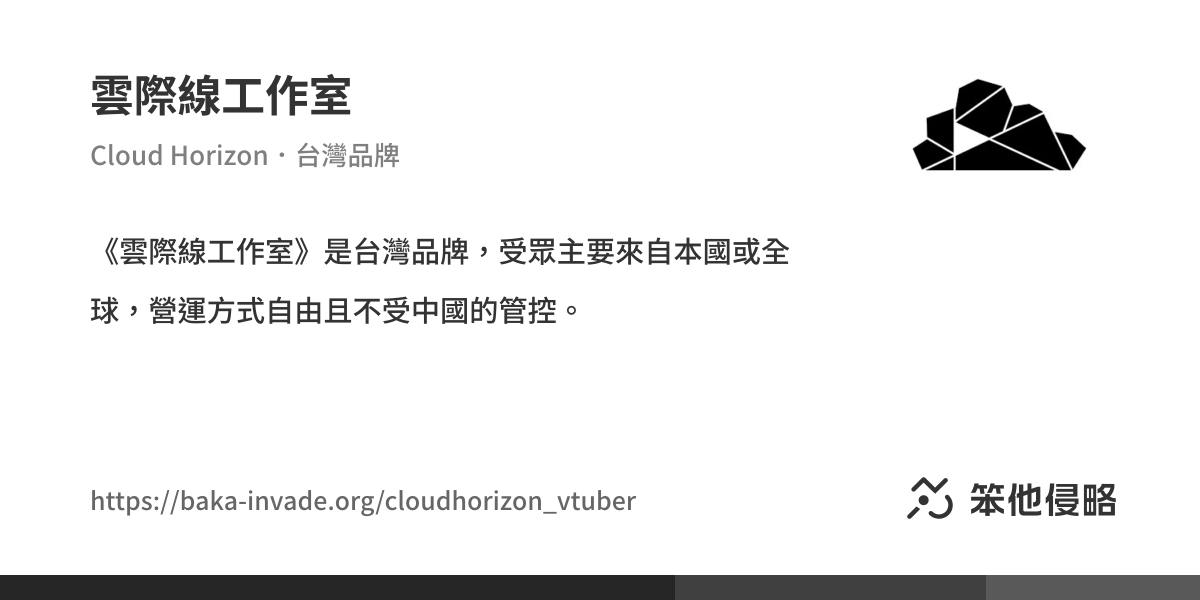 雲際線工作室
Cloud Horizon・台灣品牌
《雲際線工作室》是台灣品牌，受眾主要來自本國或全
球，營運方式自由且不受中國的管控。
https://baka-invade.org/cloudhorizon_vtuber
笨他侵略